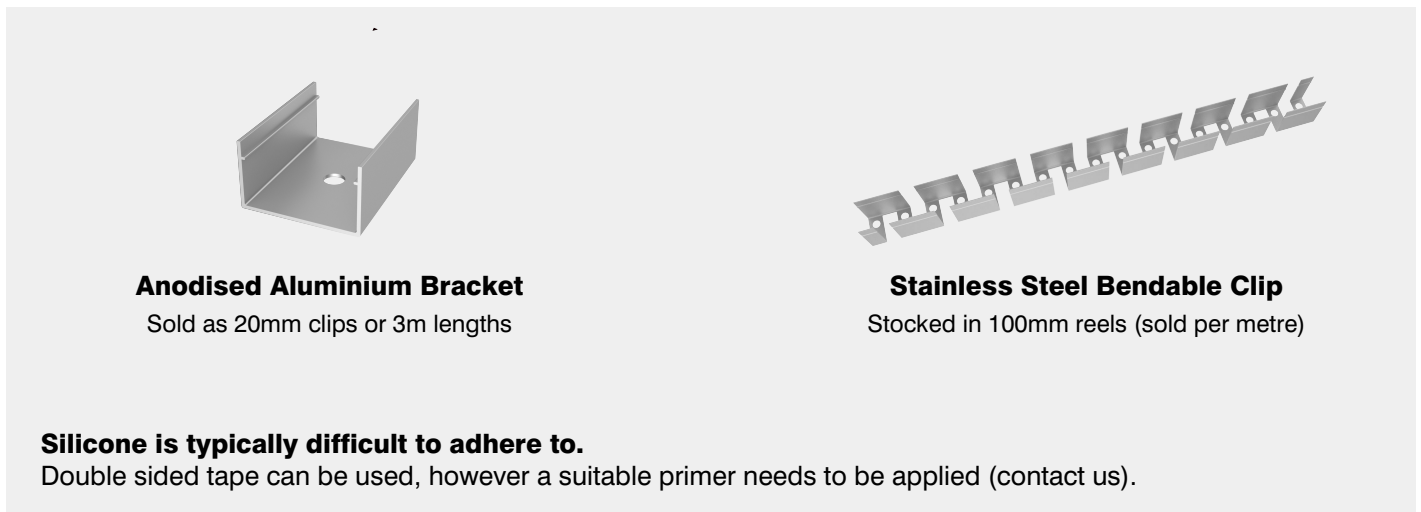 Anodised Aluminium Bracket
Sold as 20mm clips or 3m lengths
Stainless Steel Bendable Clip
Stocked in 100mm reels (sold per metre)
Silicone is typically difficult to adhere to.
Double sided tape can be used, however a suitable primer needs to be applied (contact us).